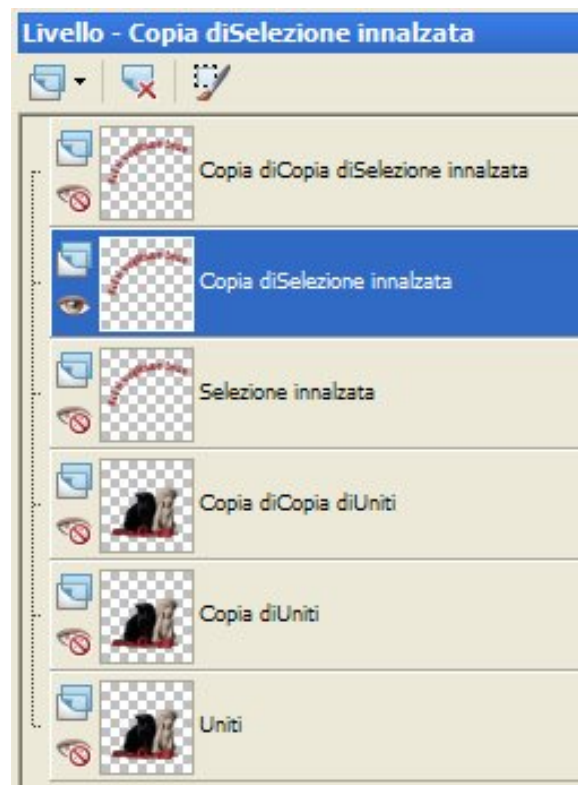 Livello - Copia diSelezione innalzata
Copia diCopia diSelezione innalzata
Copia diSelezione innalzata
Selezione innalzata
Copia diCopia diUniti
Copia diUniti
Uniti